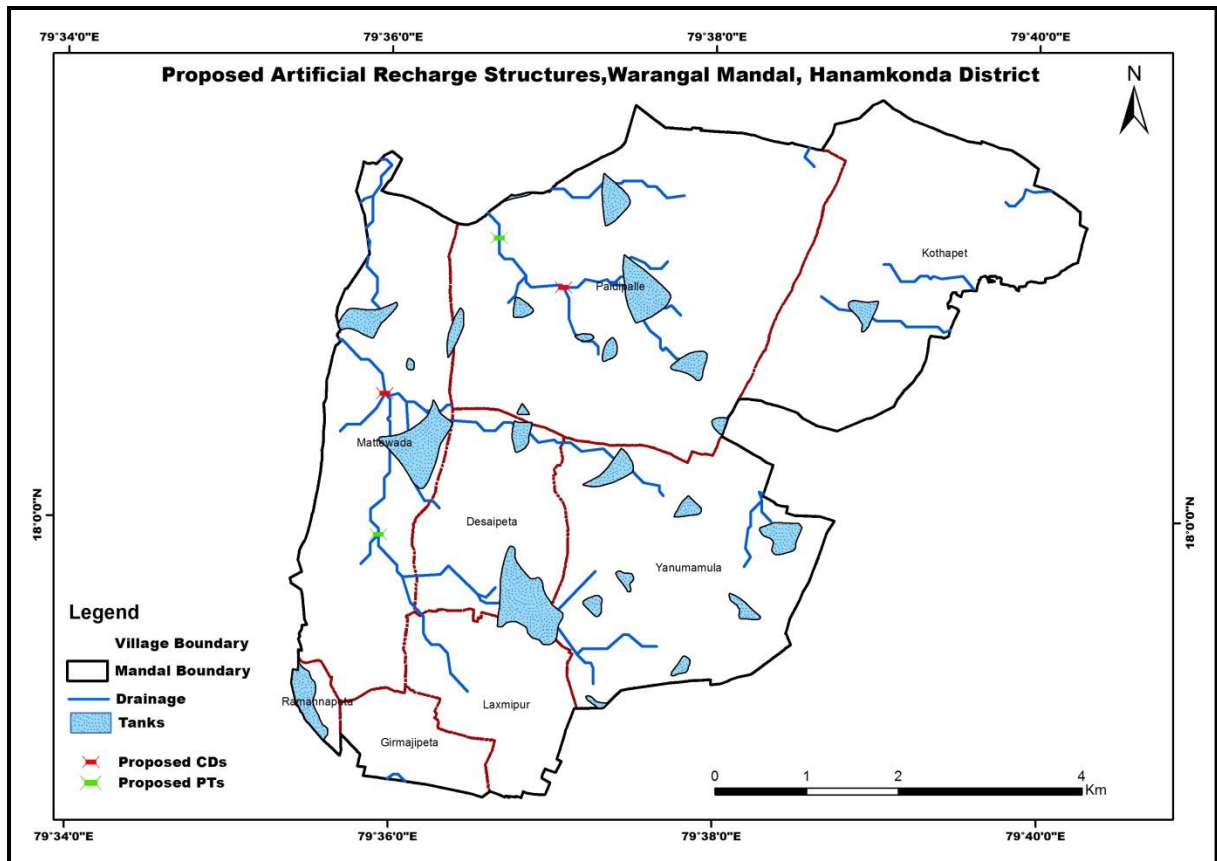 79°34'0"E 79°36'0"E 79°38'0"E 79°40'0"E
Proposed Artificial Recharge Structures,Warangal Mandal, Hanamkonda District
N
Kothapet
Paidipalle
Mattewada
18°0'0"N
Desaipeta
18°0'0"N
Yanumamula
Legend
Village Boundary
Mandal Boundary
Drainage
Tanks
Proposed CDs
Proposed PTs
Ramannapeta
Laxmipur
Girmajipeta
0 1 2 4
Km
79°34'0"E 79°36'0"E 79°38'0"E 79°40'0"E